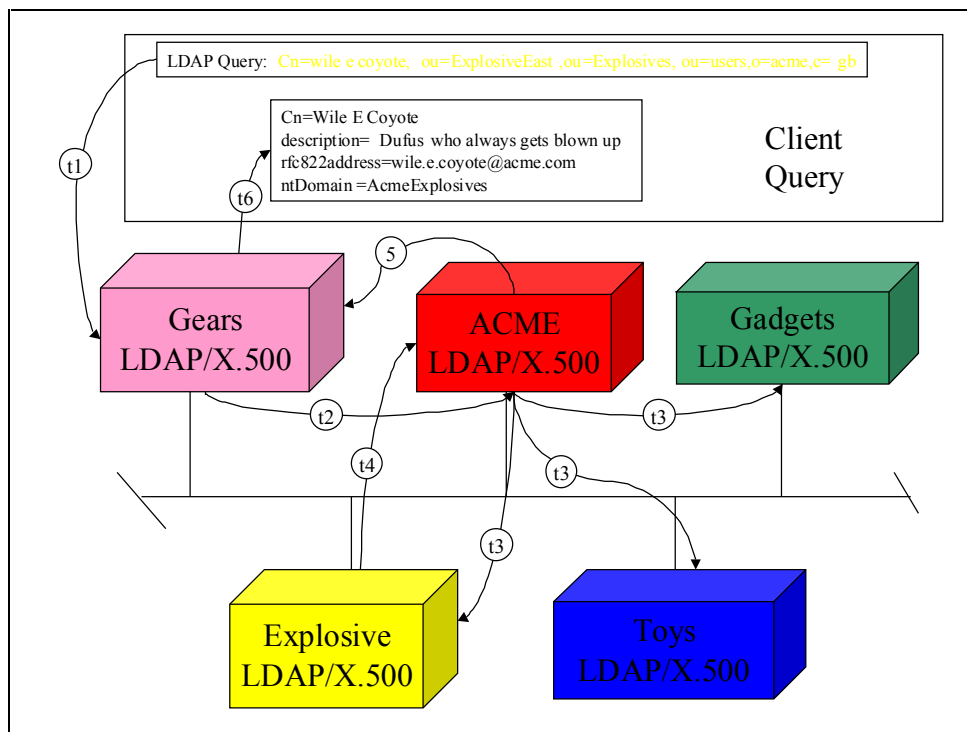 LDAP Query: Cn=wile e coyote, ou=ExplosiveEast ,ou=Explosives, ou=users,o=acme,c= gb
Cn=Wile E Coyote
description= Dufus who always gets blown up
rfc822address=wile.e.coyote@acme.com
ntDomain =AcmeExplosives
Client
Query
t1
t6
5
Gears
LDAP/X.500
ACME
LDAP/X.500
Gadgets
LDAP/X.500
t2
t3
t4
t3
t3
Explosive
LDAP/X.500
Toys
LDAP/X.500